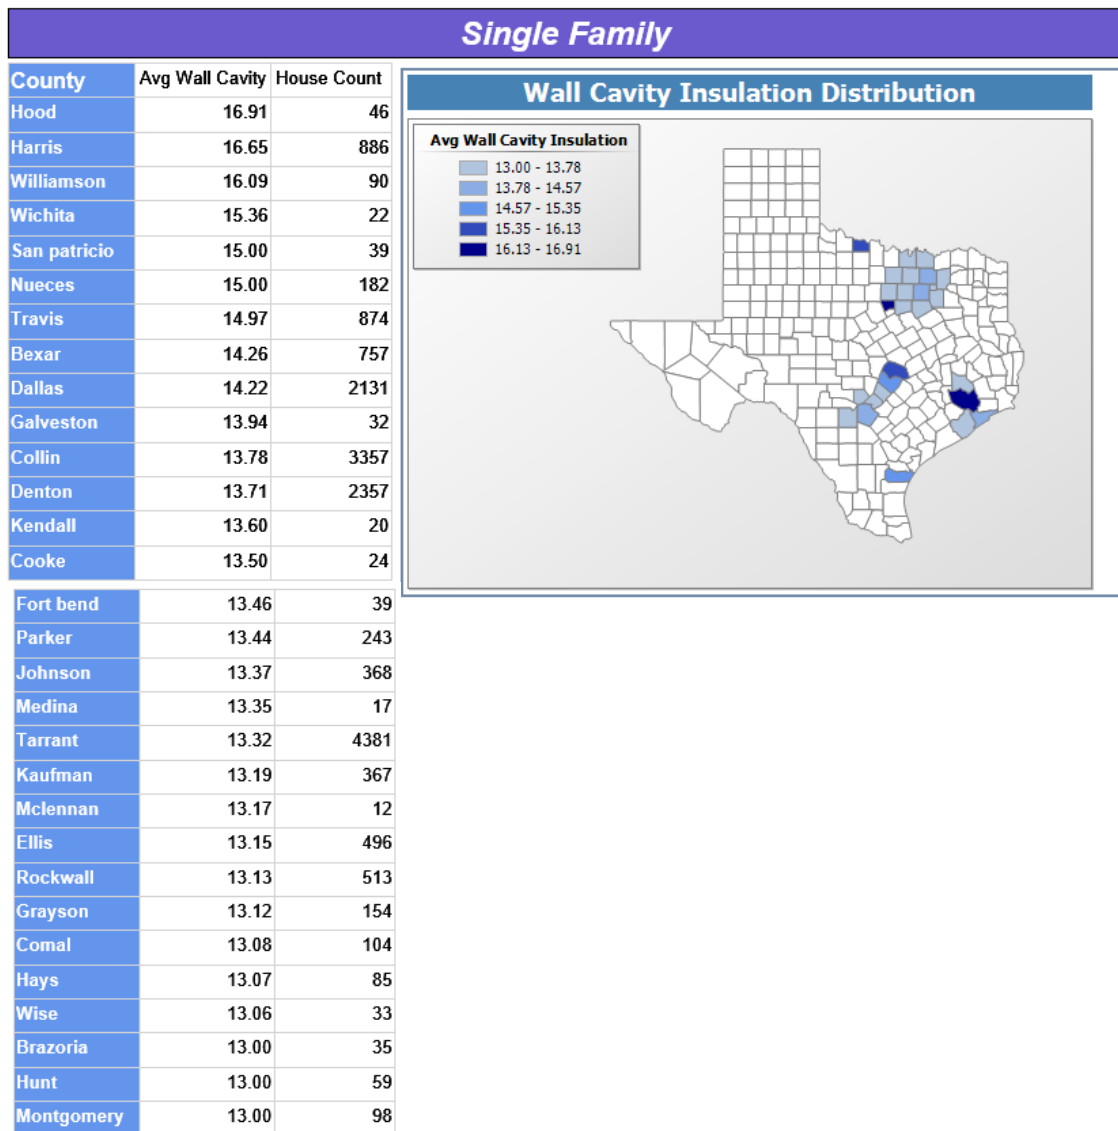 Single Family
County Avg Wall Cavity House Count
Hood 16.91 46
Harris 16.65 886
Williamson 16.09 90
Wichita 15.36 22
San patricio 15.00 39
Nueces 15.00 182
Travis 14.97 874
Bexar 14.26 757
Dallas 14.22 2131
Galveston 13.94 32
Collin 13.78 3357
Denton 13.71 2357
Kendall 13.60 20
Cooke 13.50 24
Fort bend 13.46 39
Parker 13.44 243
Johnson 13.37 368
Medina 13.35 17
Tarrant 13.32 4381
Kaufman 13.19 367
Mclennan 13.17 12
Ellis 13.15 496
Rockwall 13.13 513
Grayson 13.12 154
Comal 13.08 104
Hays 13.07 85
Wise 13.06 33
Brazoria 13.00 35
Hunt 13.00 59
Montgomery 13.00 98
Wall Cavity Insulation Distribution
Avg Wall Cavity Insulation
13.00 - 13.78
13.78 - 14.57
14.57 - 15.35
15.35 - 16.13
16.13 - 16.91